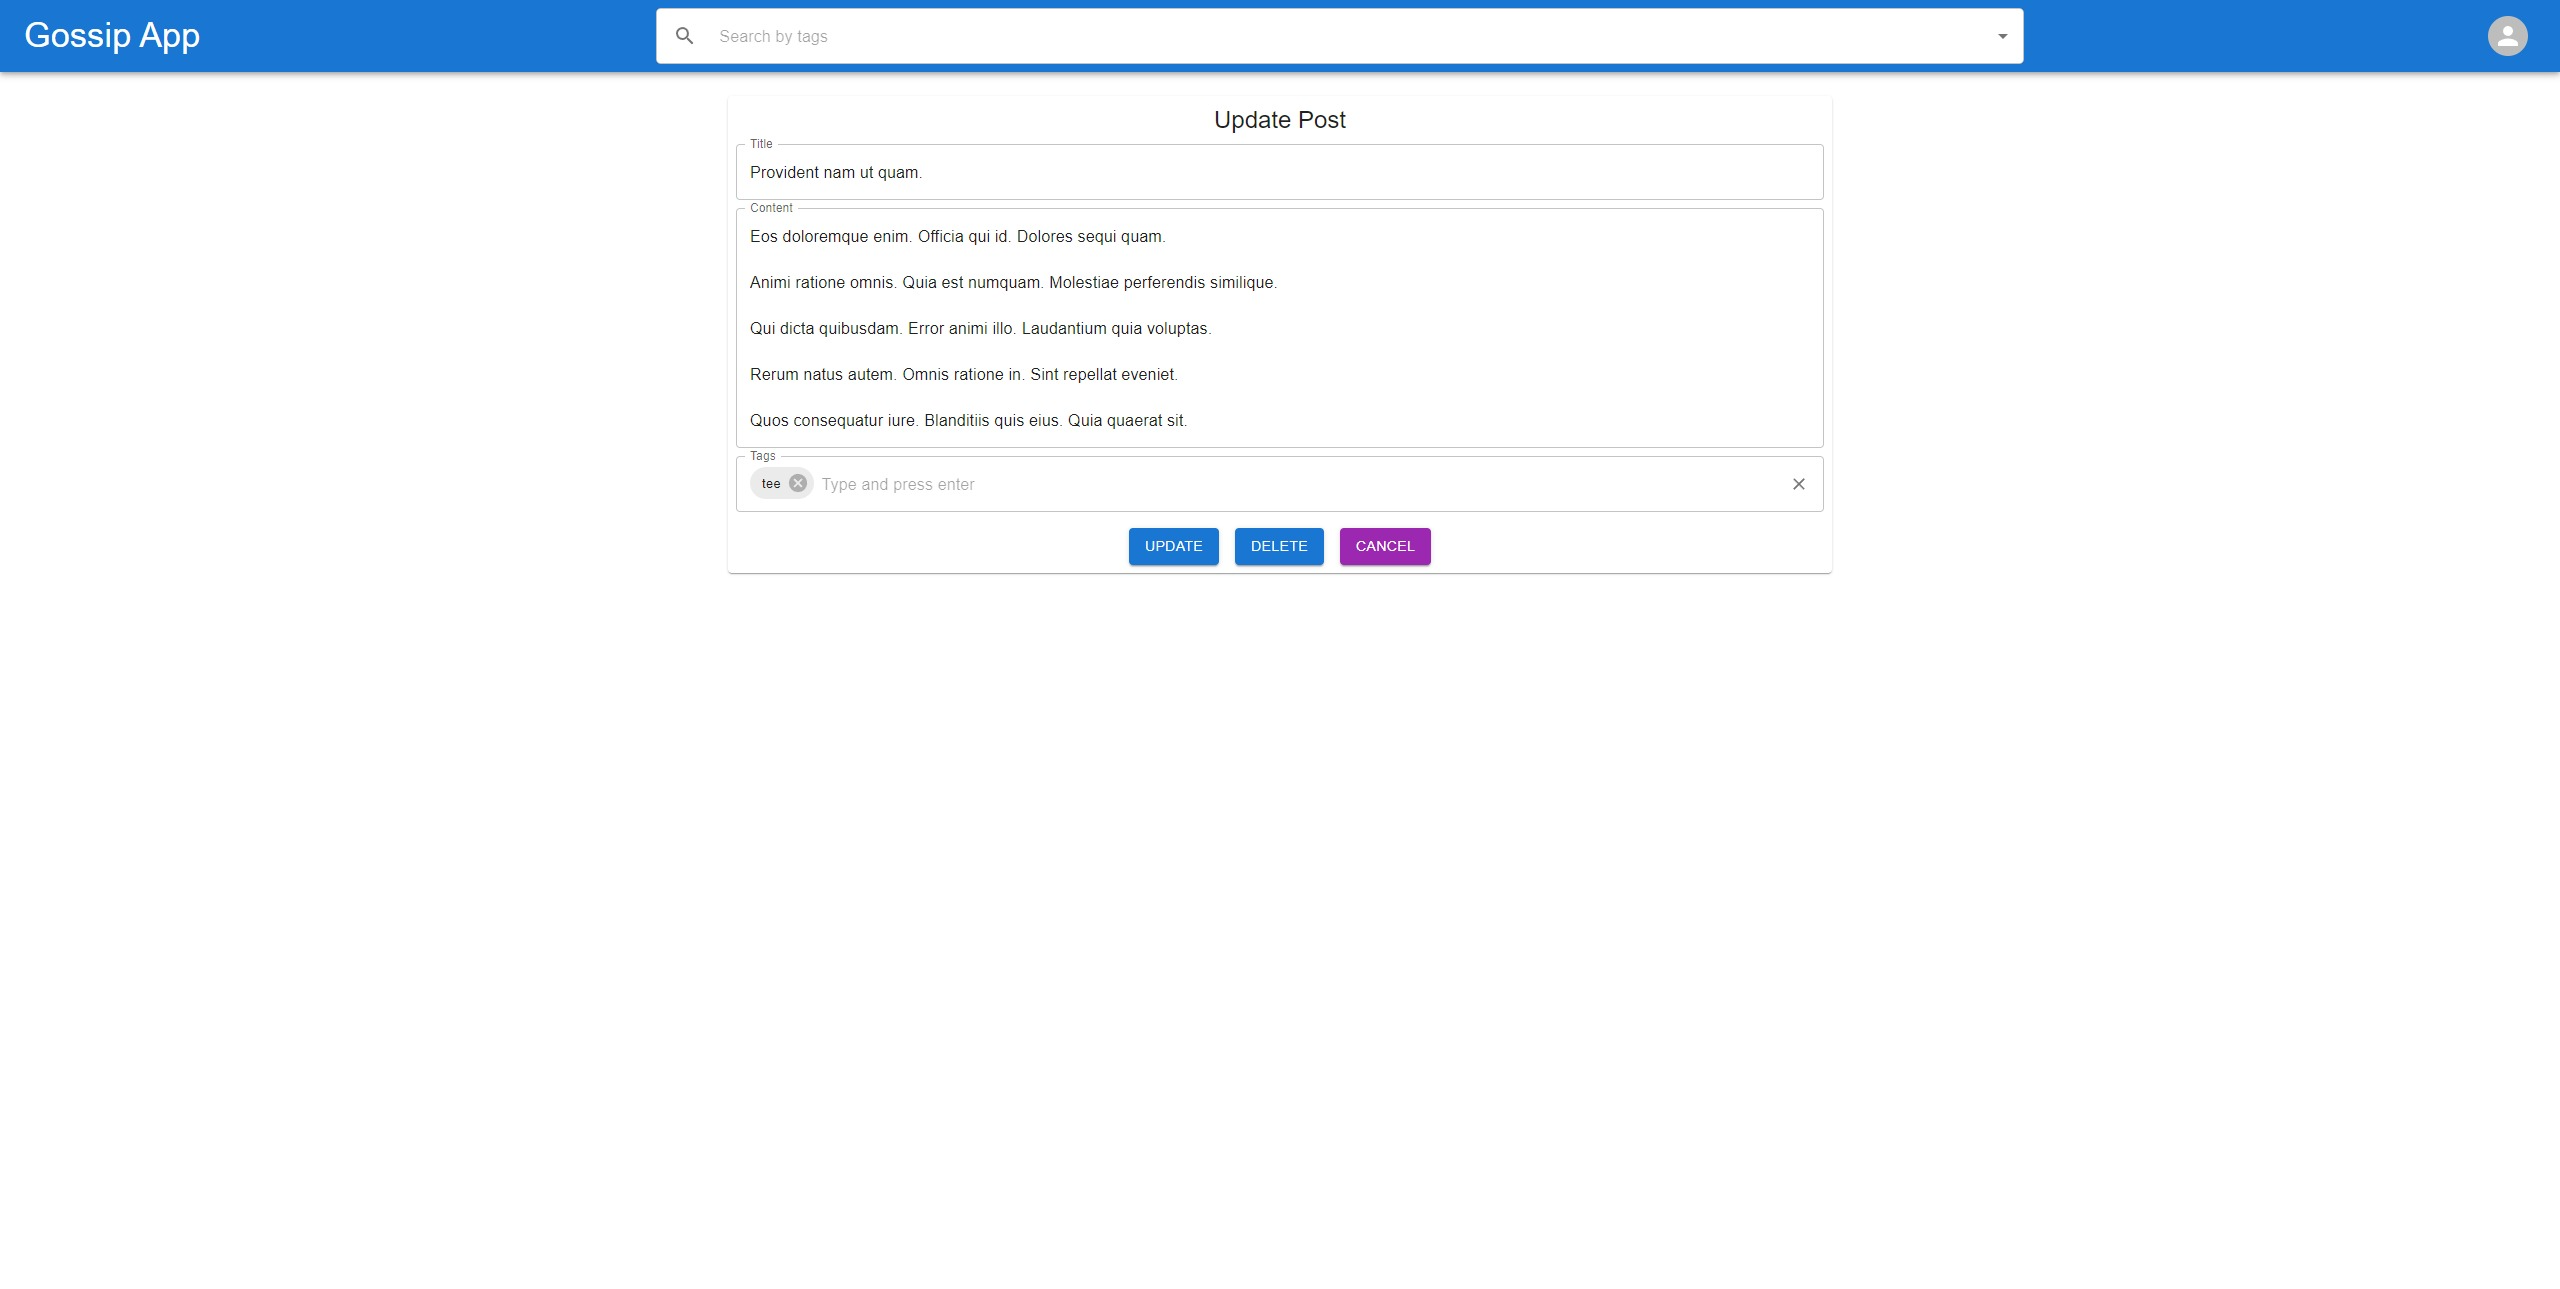 Gossip App
Search by tags
Update Post
Title
Provident nam ut quam.
Content
Eos doloremque enim. Officia qui id. Dolores sequi quam.
Animi ratione omnis. Quia est numquam. Molestiae perferendis similique.
Qui dicta quibusdam. Error animi illo. Laudantium quia voluptas.
Rerum natus autem. Omnis ratione in. Sint repellat eveniet.
Quos consequatur iure. Blanditiis quis eius. Quia quaerat sit.
Tags
tee Type and press enter
UPDATE DELETE CANCEL